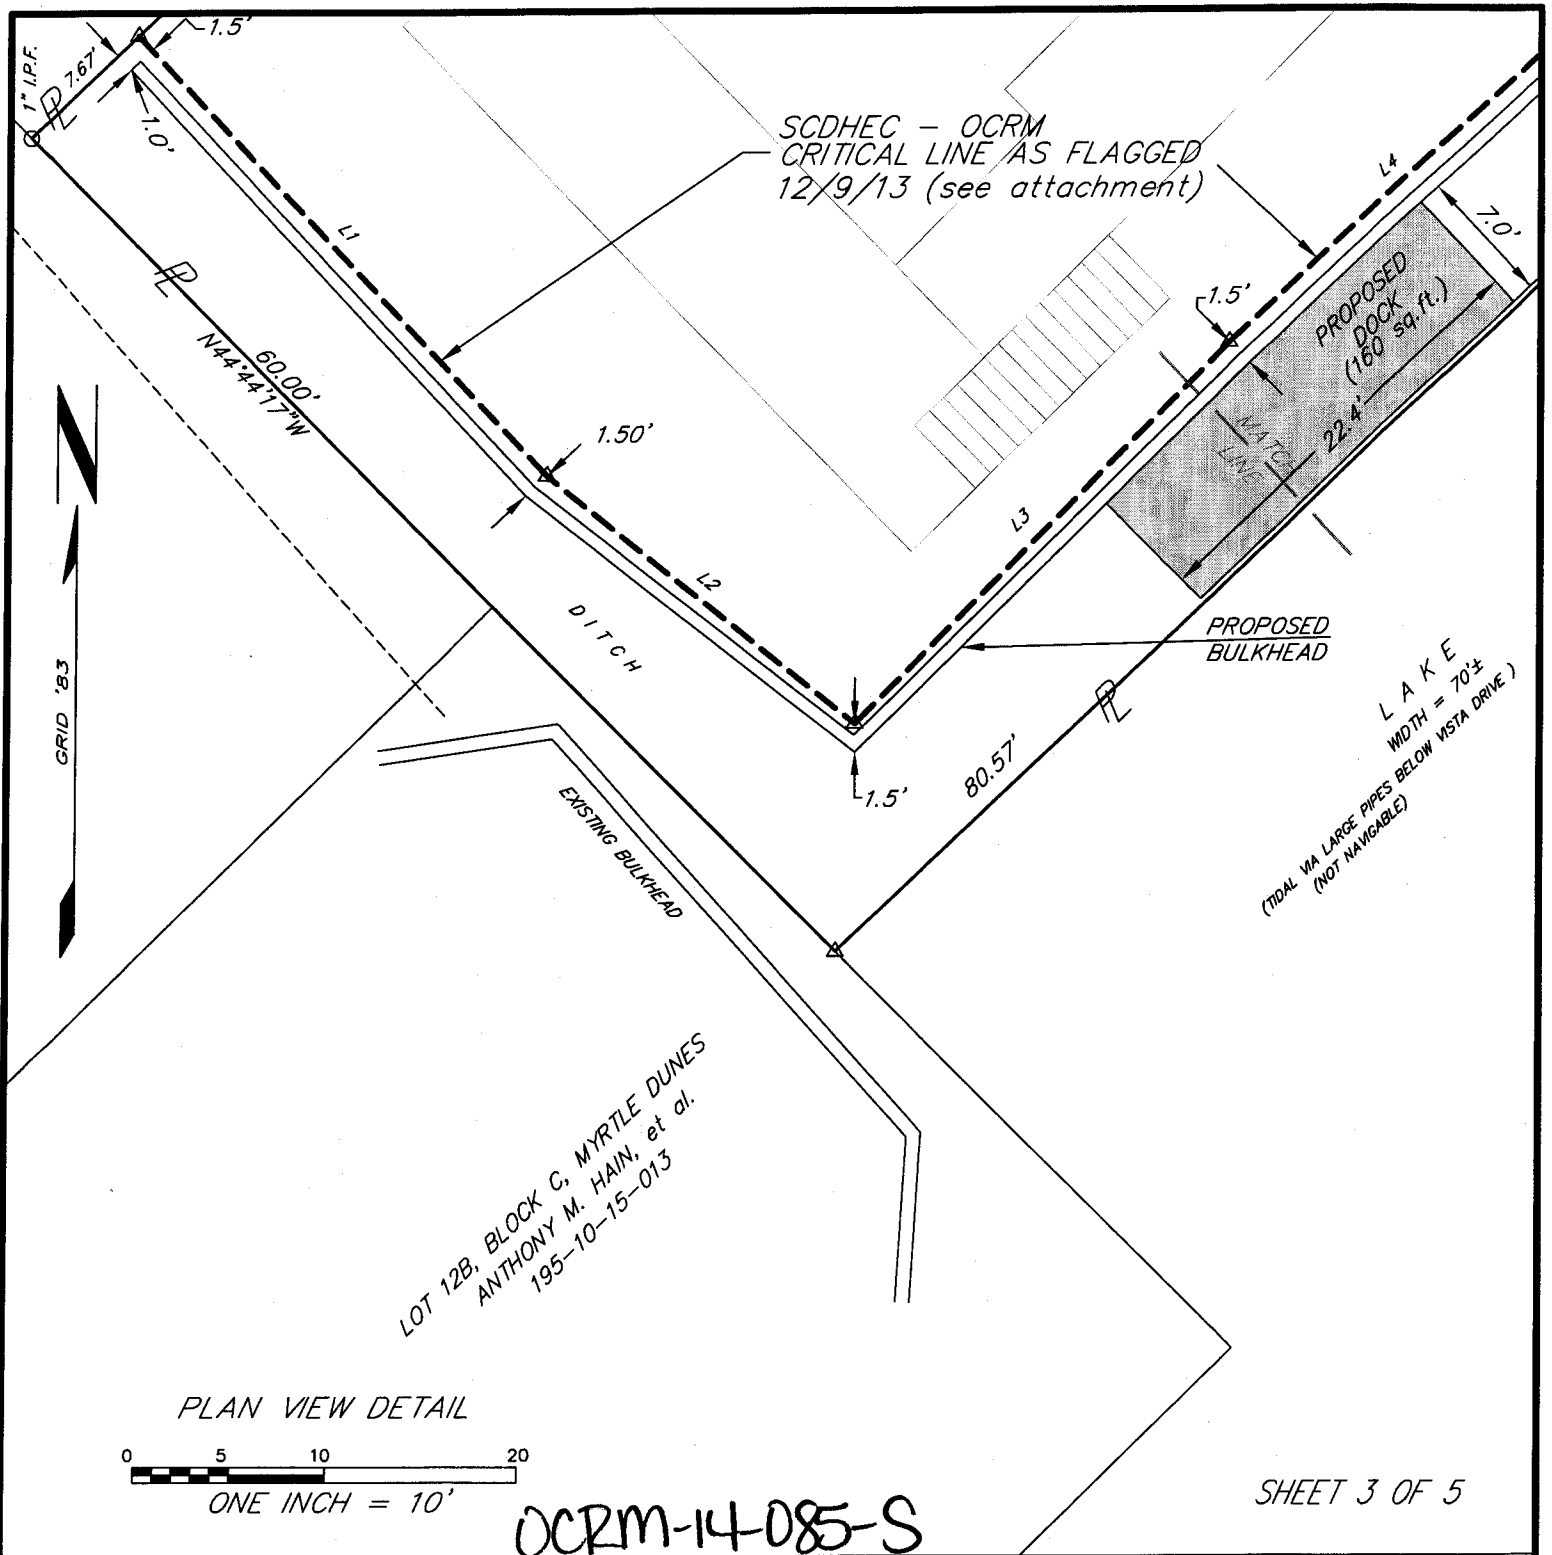 1.5'
1" I.P.F.
7.67'
PL
1.0'
SCDHEC - OCRM
CRITICAL LINE AS FLAGGED
12/9/13 (see attachment)
L4
7.0'
L1
PL
1.5'
PROPOSED
DOCK
(160 sq.ft.)
60.00'
N44°44'17"W
22.4'
MATCH
LINE
1.50'
L3
L2
DITCH
PROPOSED
BULKHEAD
GRID '83
PL
LAKE
WIDTH = 70'±
(TIDAL VIA LARGE PIPES BELOW VISTA DRIVE )
(NOT NAVIGABLE)
80.57'
1.5'
EXISTING BULKHEAD
LOT 12B, BLOCK C, MYRTLE DUNES
ANTHONY M. HAIN, et al.
195-10-15-013
PLAN VIEW DETAIL
0 5 10 20
ONE INCH = 10'
SHEET 3 OF 5
OCRM-14-085-S